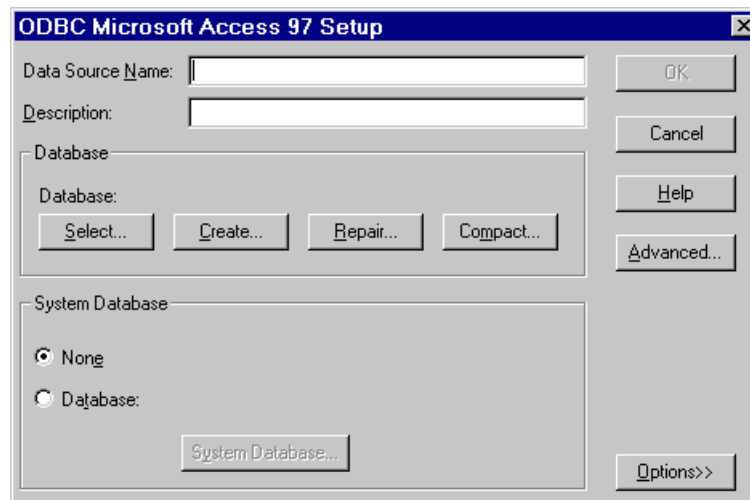 ODBC Microsoft Access 97 Setup
Data Source Name:
OK
Description:
Cancel
Database
Database:
Help
Select...
Create...
Repair...
Compact...
Advanced...
System Database
None
Database:
System Database...
Options>>